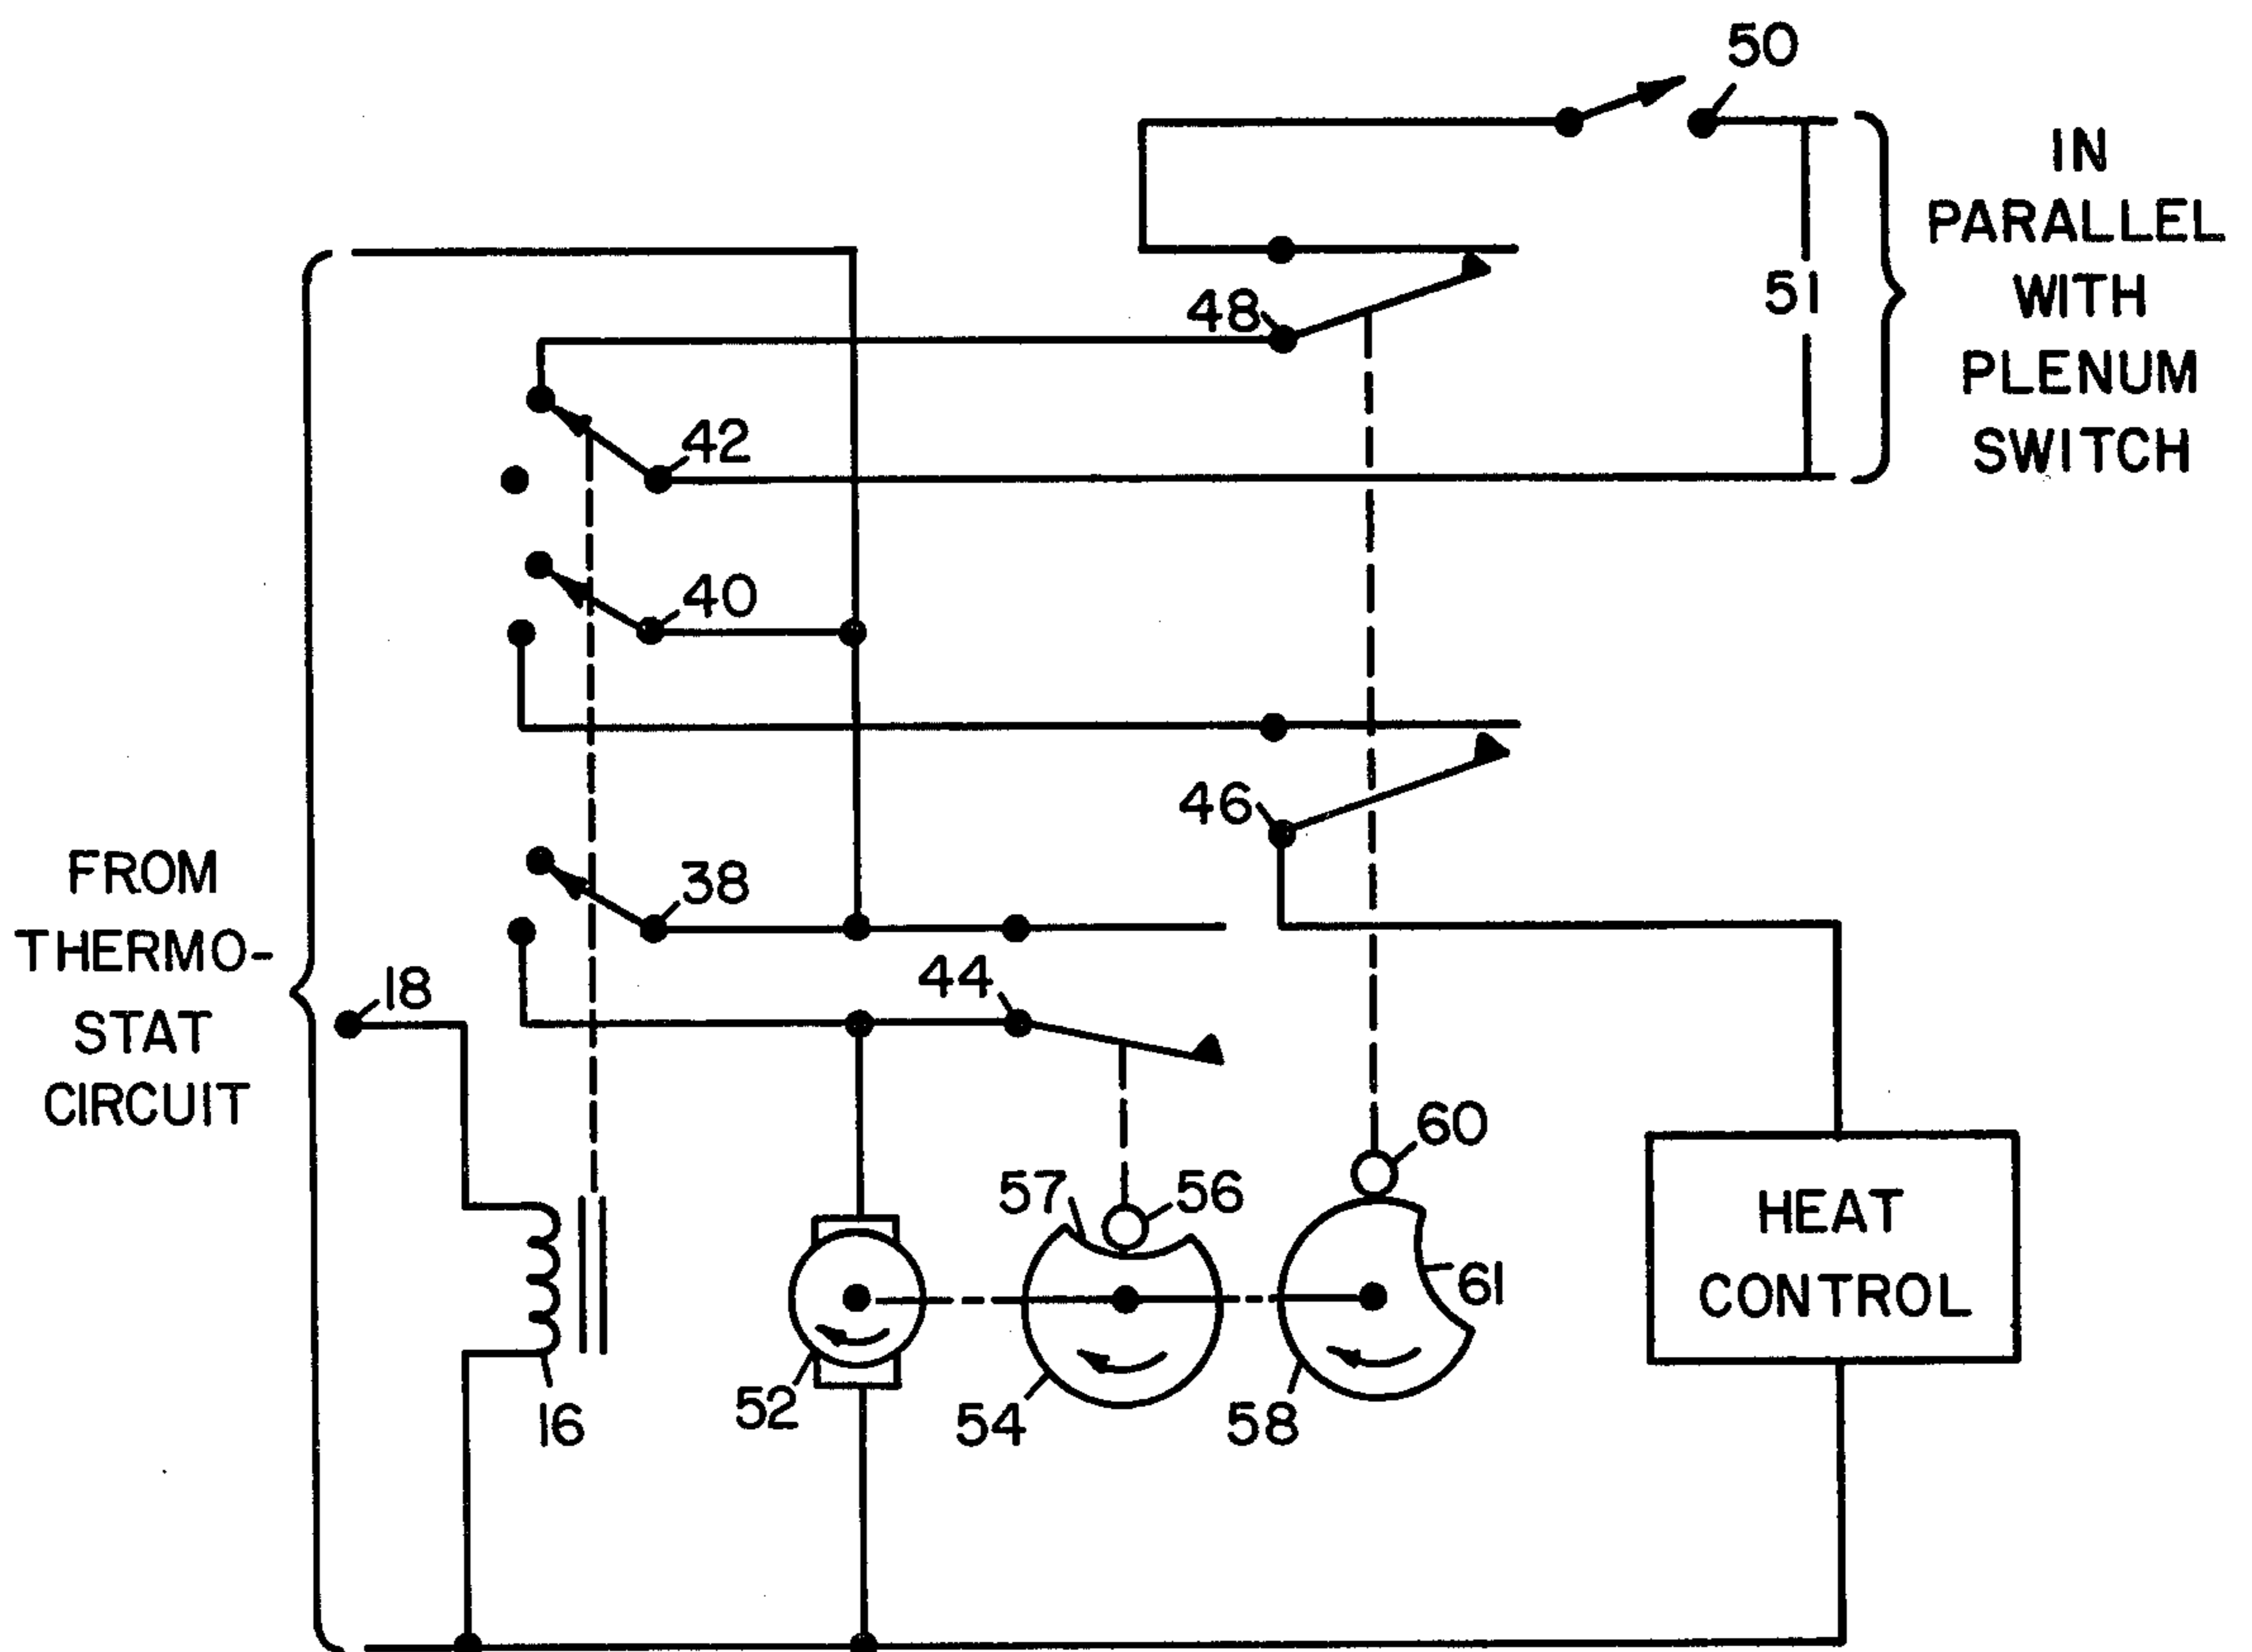 50
IN
PARALLEL
WITH
PLENUM
SWITCH
51
48
42
40
46
38
FROM
THERMO-
STAT
CIRCUIT
18
44
60
57
56
61
HEAT
CONTROL
52
16
54
58